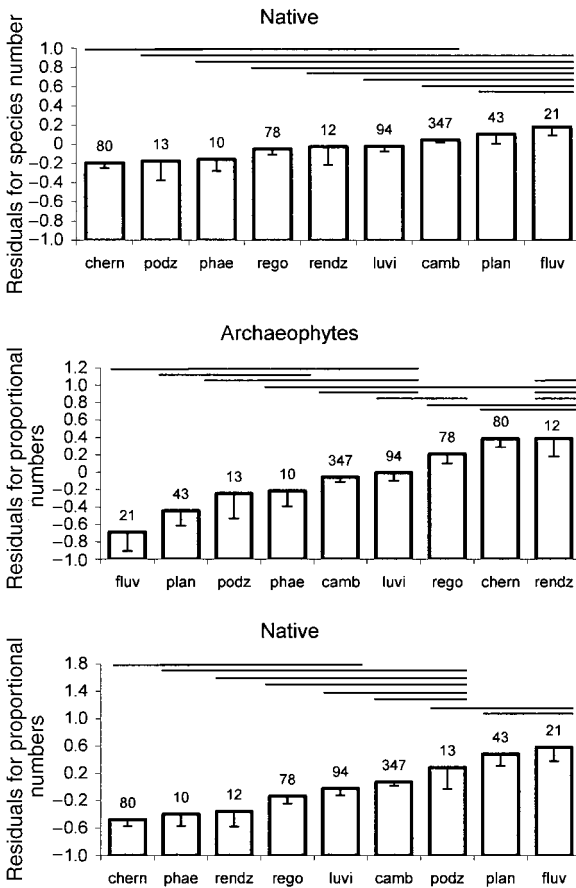 Native
Residuals for species number
1.0
0.8
0.6
0.4
0.2
0
−0.2
−0.4
−0.6
−0.8
−1.0
80 13 10 78 12 94 347 43 21
chern podz phae rego rendz luvi camb plan fluv
Archaeophytes
Residuals for proportional
numbers
1.2
1.0
0.8
0.6
0.4
0.2
0
−0.2
−0.4
−0.6
−0.8
−1.0
21 43 13 10 347 94 78 80 12
fluv plan podz phae camb luvi rego chern rendz
Native
Residuals for proportional
numbers
1.8
1.4
1.0
0.6
0.2
−0.2
−0.6
−1.0
80 10 12 78 94 347 13 43 21
chern phae rendz rego luvi camb podz plan fluv